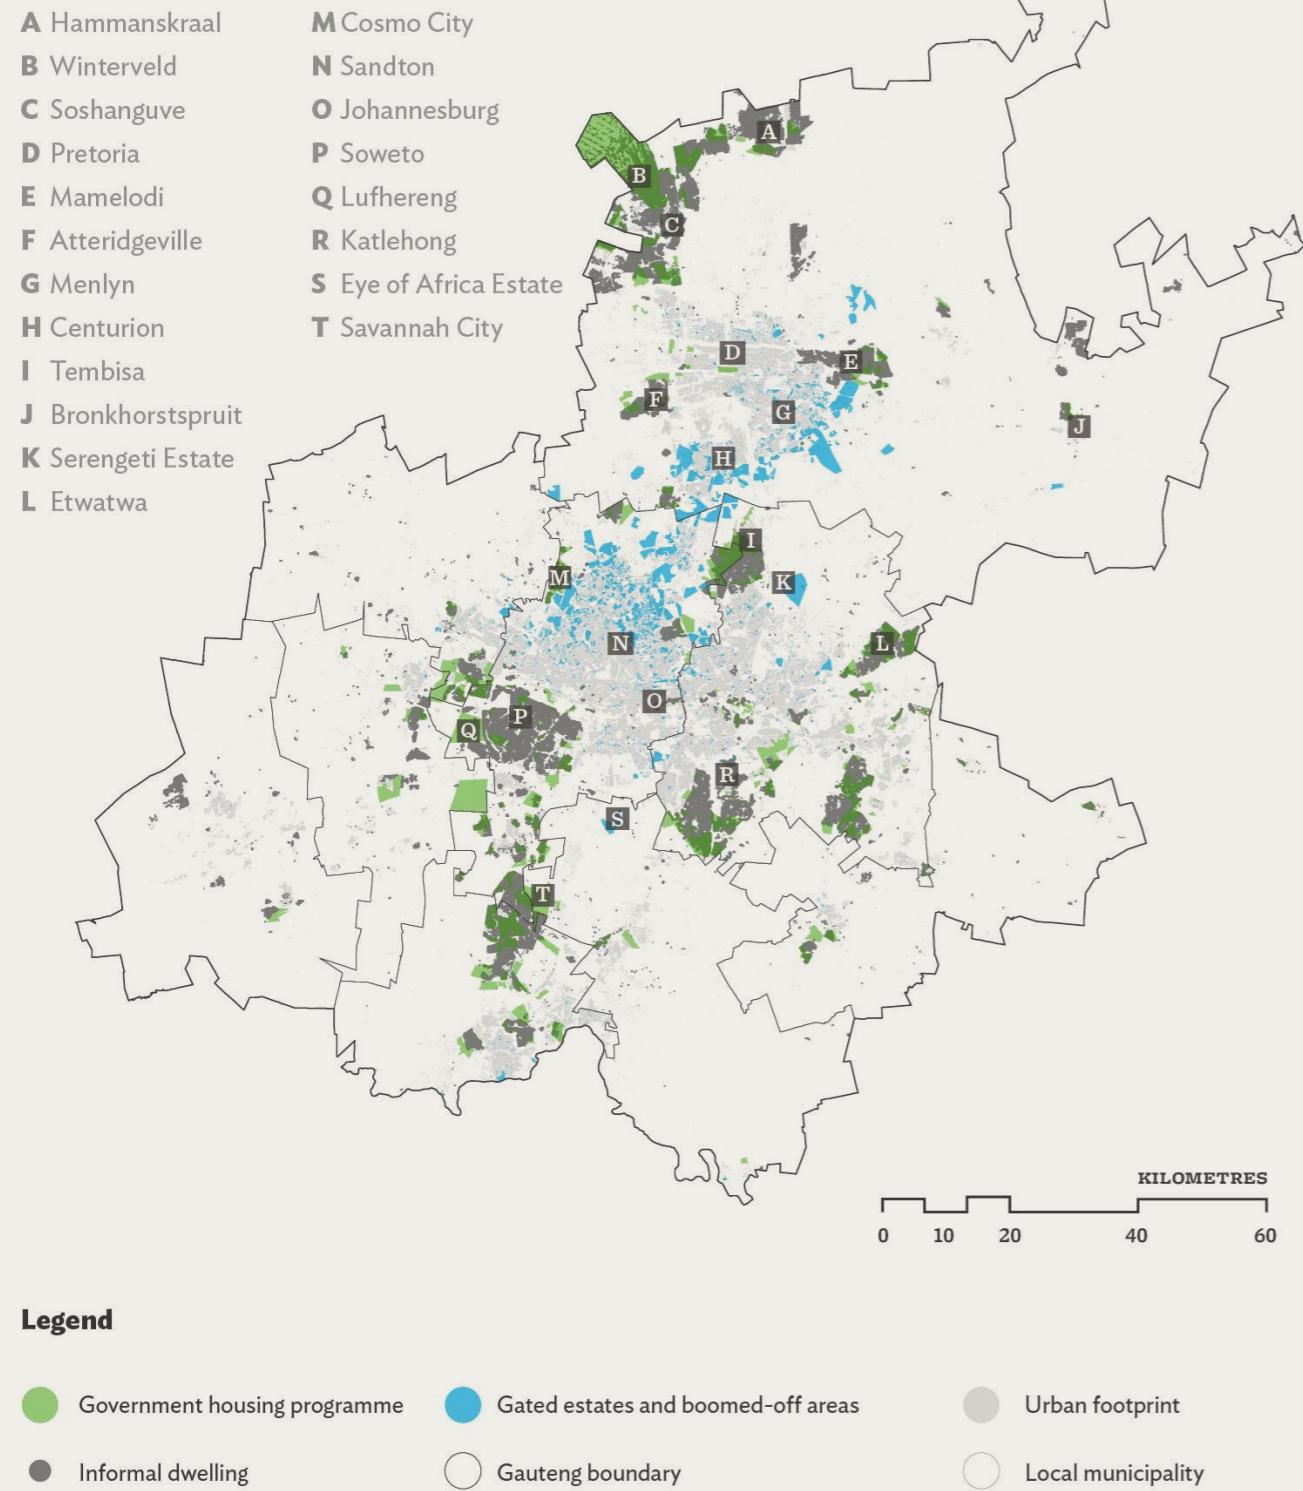 A Hammanskraal
B Winterveld
C Soshanguve
D Pretoria
E Mamelodi
F Atteridgeville
G Menlyn
H Centurion
I Tembisa
J Bronkhorstspruit
K Serengeti Estate
L Etwatwa
M Cosmo City
N Sandton
O Johannesburg
P Soweto
Q Lufhereng
R Katlehong
S Eye of Africa Estate
T Savannah City
A
B
C
D
E
F
G
J
H
I
M
K
N
L
O
P
Q
R
S
T
KILOMETRES
0 10 20 40 60
Legend
Government housing programme
Gated estates and boomed-off areas
Urban footprint
Informal dwelling
Gauteng boundary
Local municipality